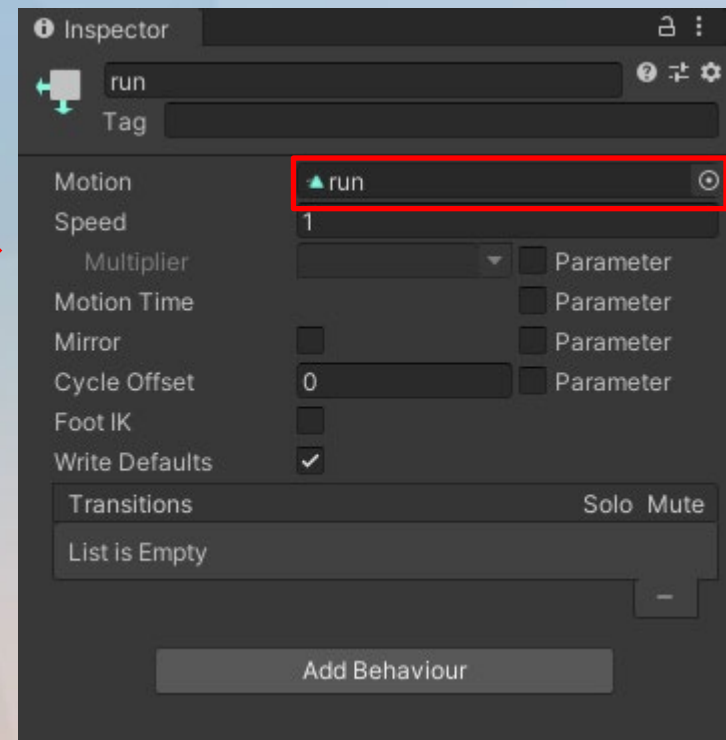 Inspector
run
Tag
Motion run
Speed 1
Multiplier Parameter
Motion Time Parameter
Mirror Parameter
Cycle Offset 0 Parameter
Foot IK
Write Defaults
Transitions Solo Mute
List is Empty
Add Behaviour